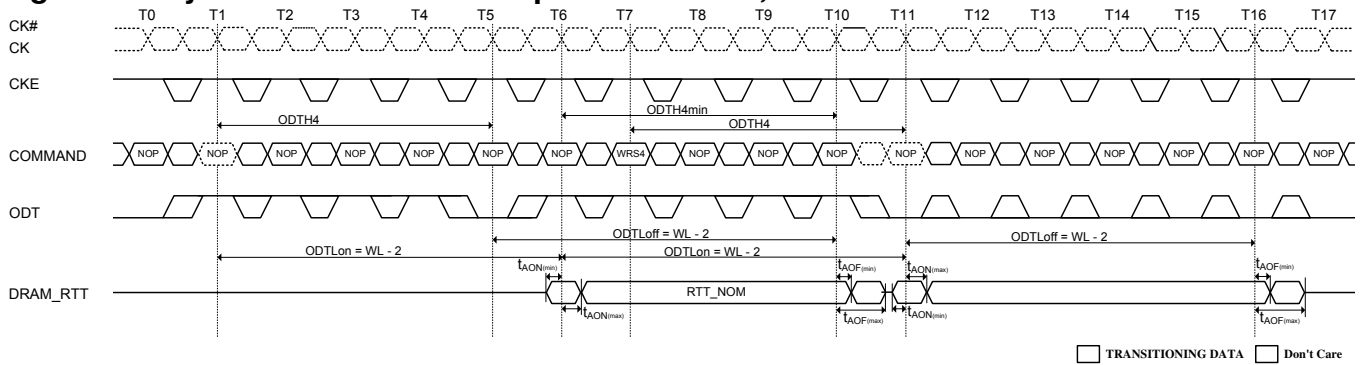 T0 T1 T2 T3 T4 T5 T6 T7 T8 T9 T10 T11 T12 T13 T14 T15 T16 T17
CK#
CK
CKE
ODTH4min
ODTH4
ODTH4
COMMAND NOP NOP NOP NOP NOP NOP NOP WRS4 NOP NOP NOP NOP NOP NOP NOP NOP NOP NOP
ODT
ODTLoff = WL - 2
ODTLoff = WL - 2
ODTLon = WL - 2
ODTLon = WL - 2
tAON(min) tAOF(min) tAON(max) tAOF(min)
DRAM_RTT RTT_NOM
tAON(max) tAOF(max) tAON(min) tAOF(max)
TRANSITIONING DATA Don't Care